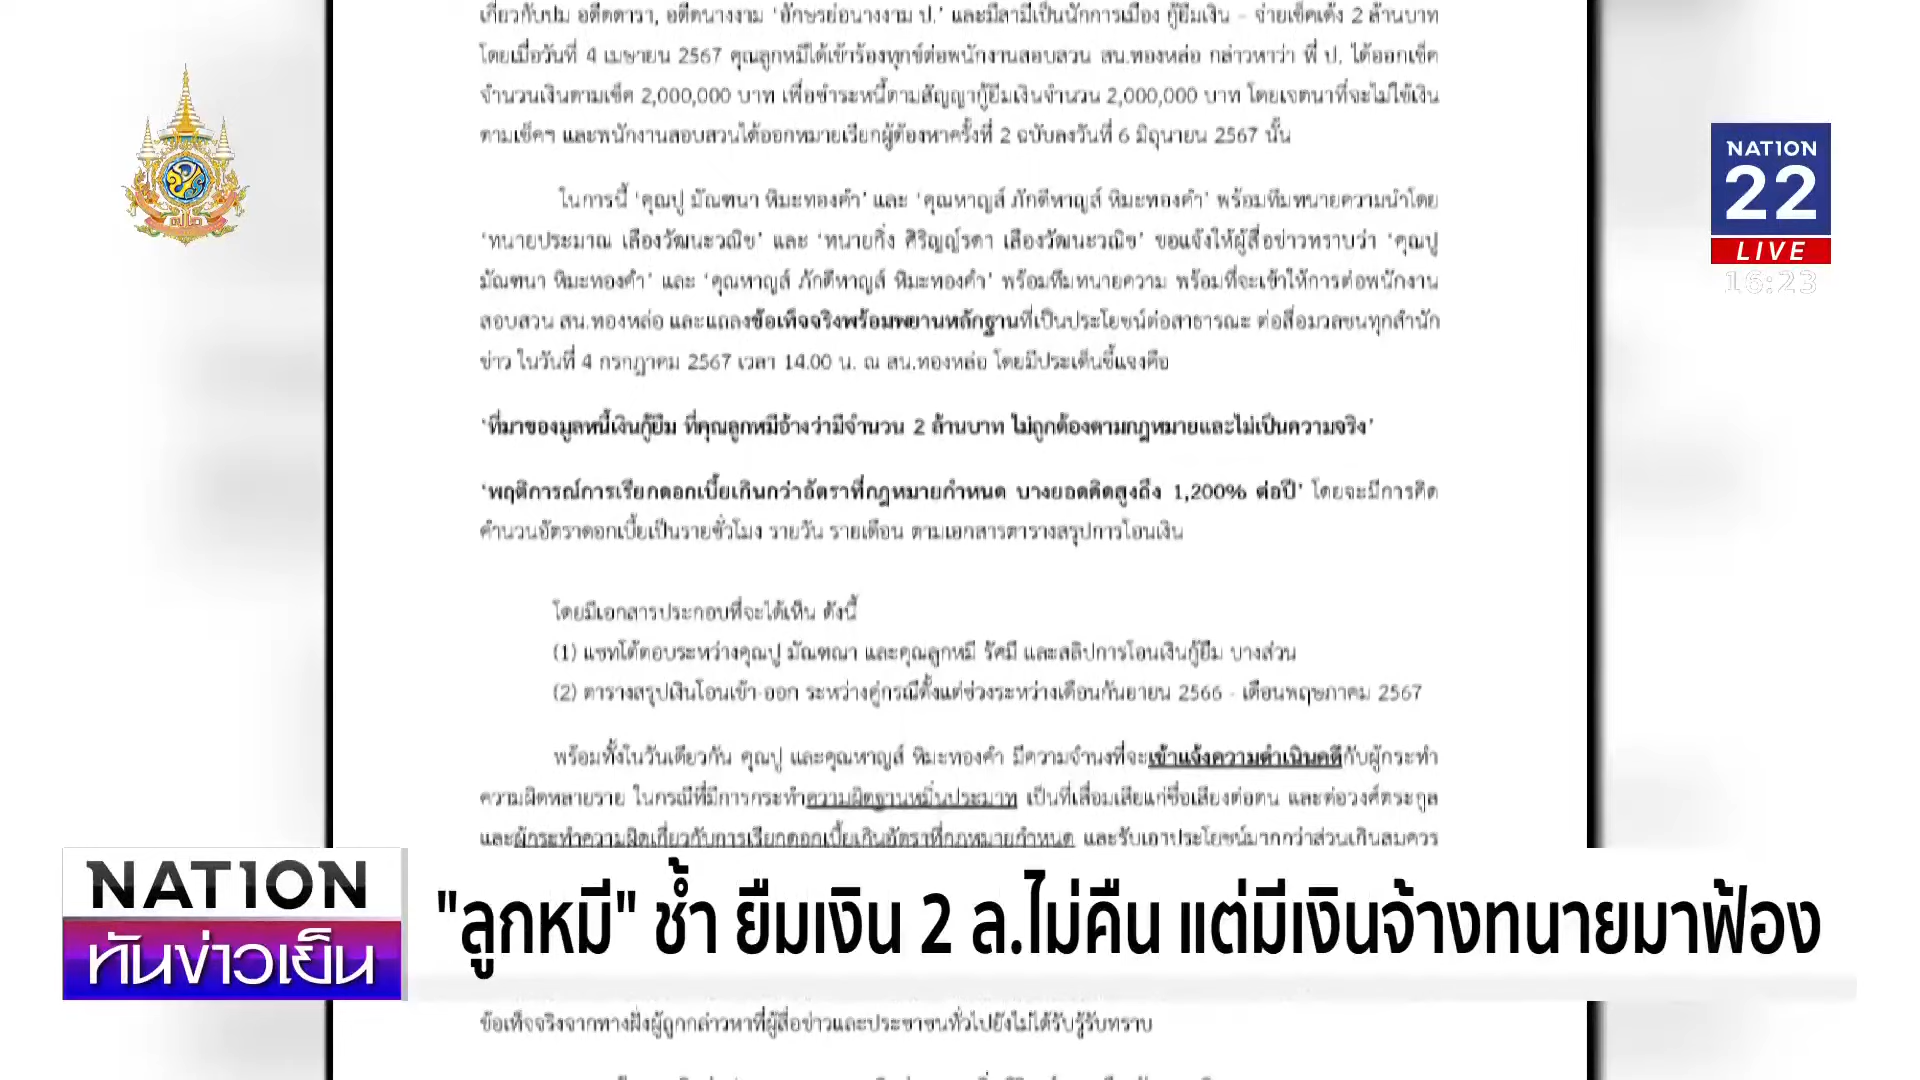 เกี่ยวกับปม อดีตดารา, อดีตนางงาม ‘อักษรย่อนางงาม ป.’ และมีสามีเป็นนักการเมือง กู้ยืมเงิน - จ่ายเช็คเด้ง 2 ล้านบาท
โดยเมื่อวันที่ 4 เมษายน 2567 คุณลูกหมีได้เข้าร้องทุกข์ต่อพนักงานสอบสวน สน.ทองหล่อ กล่าวหาว่า พี่ ป. ได้ออกเช็ค
จำนวนเงินตามเช็ค 2,000,000 บาท เพื่อชำระหนี้ตามสัญญากู้ยืมเงินจำนวน 2,000,000 บาท โดยเจตนาที่จะไม่ใช้เงิน
ตามเช็คฯ และพนักงานสอบสวนได้ออกหมายเรียกผู้ต้องหาครั้งที่ 2 ฉบับลงวันที่ 6 มิถุนายน 2567 นั้น
ในการนี้ ‘คุณปู มัณฑนา หิมะทองคำ’ และ ‘คุณหาญส์ ภักดีหาญส์ หิมะทองคำ’ พร้อมทีมทนายความนำโดย
‘ทนายประมาณ เลืองวัฒนะวณิช’ และ ‘ทนายกิ่ง ศิริญญ์รดา เลืองวัฒนะวณิช’ ขอแจ้งให้ผู้สื่อข่าวทราบว่า ‘คุณปู
มัณฑนา หิมะทองคำ’ และ ‘คุณหาญส์ ภักดีหาญส์ หิมะทองคำ’ พร้อมทีมทนายความ พร้อมที่จะเข้าให้การต่อพนักงาน
สอบสวน สน.ทองหล่อ และแถลงข้อเท็จจริงพร้อมพยานหลักฐานที่เป็นประโยชน์ต่อสาธารณะ ต่อสื่อมวลชนทุกสำนัก
ข่าว ในวันที่ 4 กรกฎาคม 2567 เวลา 14.00 น. ณ สน.ทองหล่อ โดยมีประเด็นชี้แจงคือ
‘ที่มาของมูลหนี้เงินกู้ยืม ที่คุณลูกหมีอ้างว่ามีจำนวน 2 ล้านบาท ไม่ถูกต้องตามกฎหมายและไม่เป็นความจริง’
‘พฤติการณ์การเรียกดอกเบี้ยเกินกว่าอัตราที่กฎหมายกำหนด บางยอดคิดสูงถึง 1,200% ต่อปี’ โดยจะมีการคิด
คำนวนอัตราดอกเบี้ยเป็นรายชั่วโมง รายวัน รายเดือน ตามเอกสารตารางสรุปการโอนเงิน
โดยมีเอกสารประกอบที่จะได้เห็น ดังนี้
(1) แชทโต้ตอบระหว่างคุณปู มัณฑณา และคุณลูกหมี รัศมี และสลิปการโอนเงินกู้ยืม บางส่วน
(2) ตารางสรุปเงินโอนเข้า-ออก ระหว่างคู่กรณีตั้งแต่ช่วงระหว่างเดือนกันยายน 2566 - เดือนพฤษภาคม 2567
พร้อมทั้งในวันเดียวกัน คุณปู และคุณหาญส์ หิมะทองคำ มีความจำนงที่จะเข้าแจ้งความดำเนินคดีกับผู้กระทำ
ความผิดหลายราย ในกรณีที่มีการกระทำความผิดฐานหมิ่นประมาท เป็นที่เสื่อมเสียแก่ชื่อเสียงต่อตน และต่อวงศ์ตระกูล
และผู้กระทำความผิดเกี่ยวกับการเรียกดอกเบี้ยเกินอัตราที่กฎหมายกำหนด และรับเอาประโยชน์มากกว่าส่วนเกินสมควร
ข้อเท็จจริงจากทางฝั่งผู้ถูกกล่าวหาที่ผู้สื่อข่าวและประชาชนทั่วไปยังไม่ได้รับรู้รับทราบ
NATION
22
LIVE
16:23
NATION
ทันข่าวเย็น
"ลูกหมี" ซ้ำ ยืมเงิน 2 ล.ไม่คืน แต่มีเงินจ้างทนายมาฟ้อง